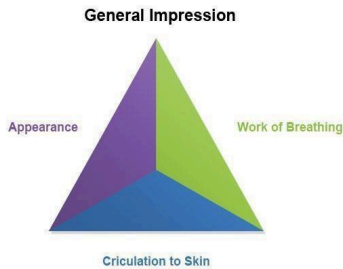 General Impression
Appearance
Work of Breathing
Criculation to Skin